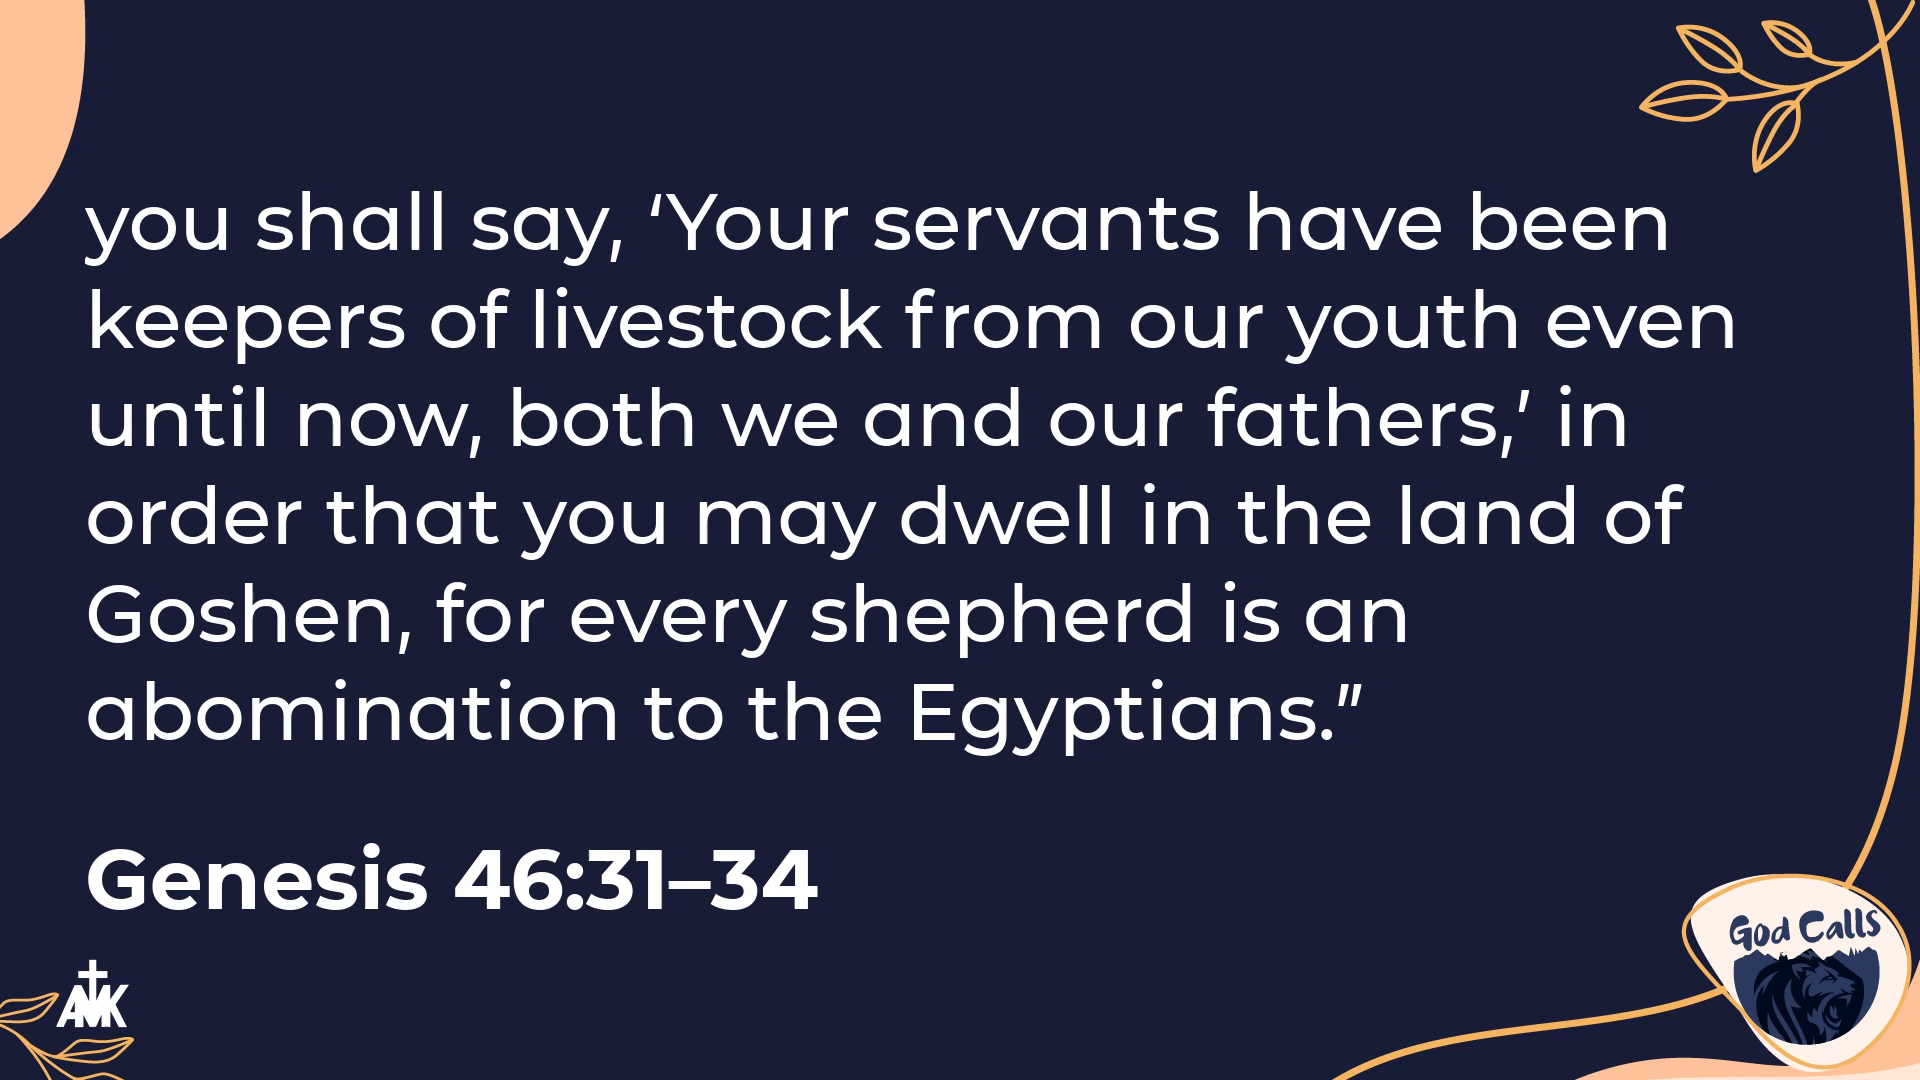 you shall say, ‘Your servants have been
keepers of livestock from our youth even
until now, both we and our fathers,’ in
order that you may dwell in the land of
Goshen, for every shepherd is an
abomination to the Egyptians.”
Genesis 46:31–34
God Calls
AMK